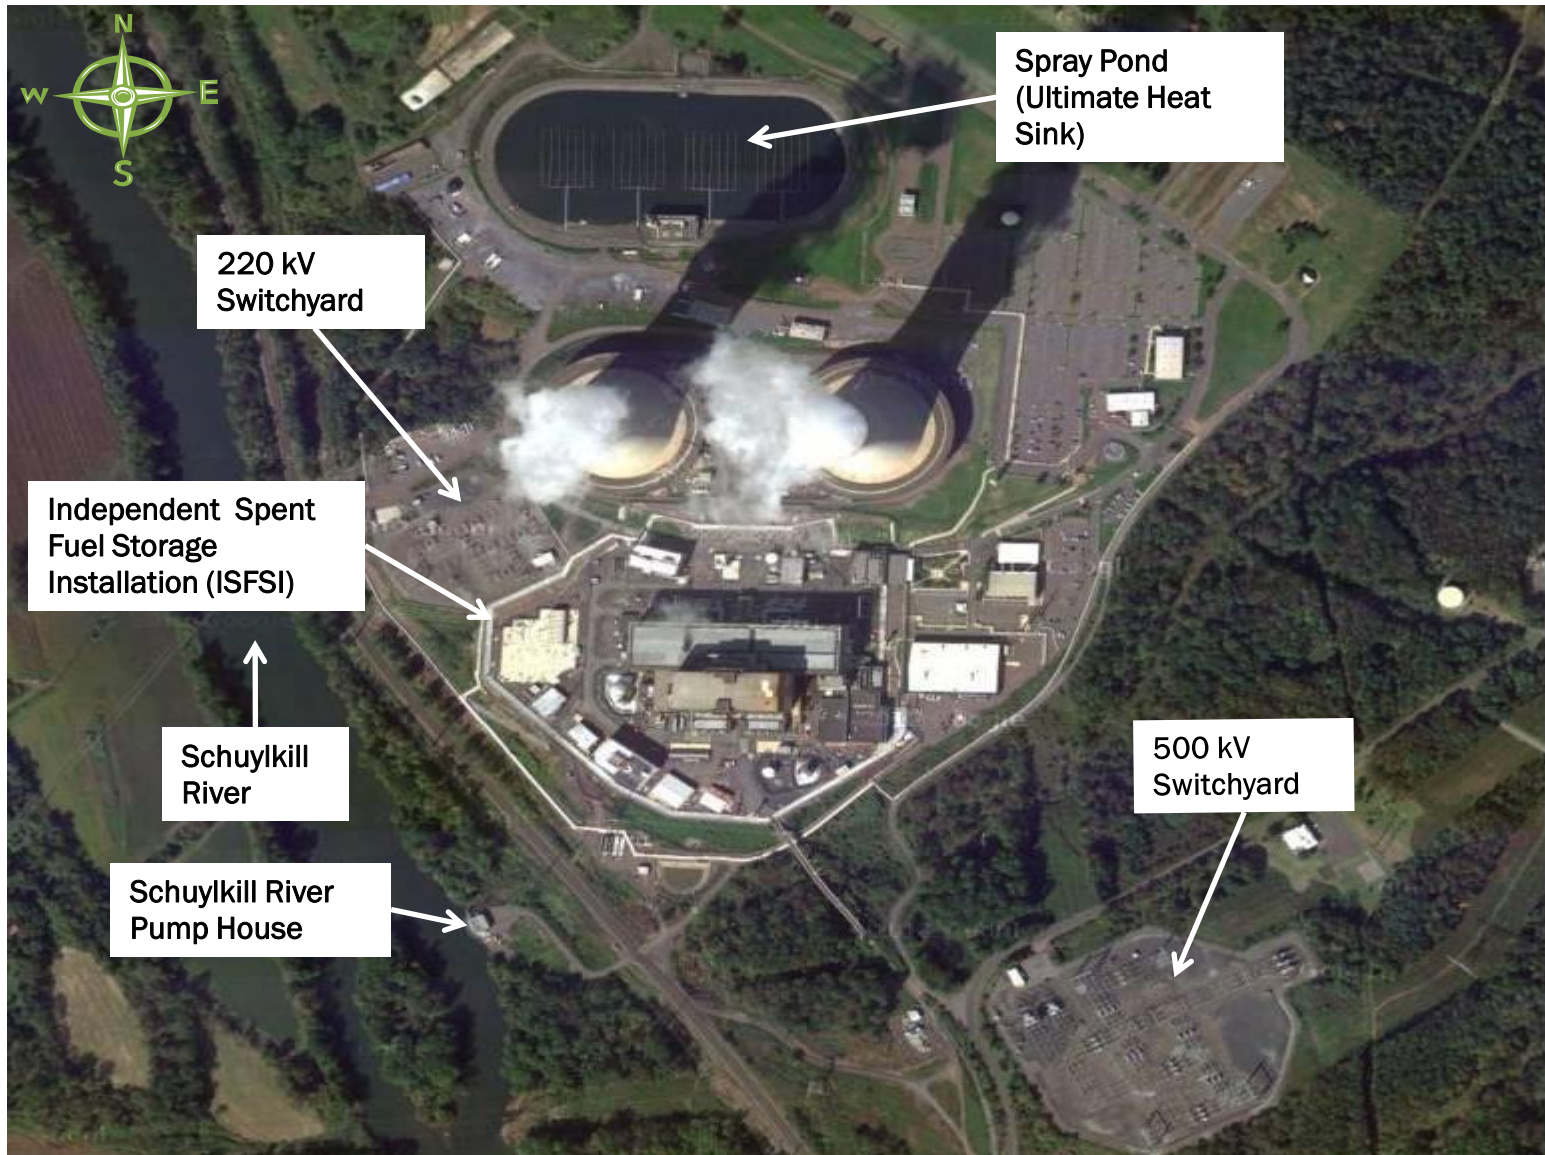 N
W
E
S
Spray Pond
(Ultimate Heat
Sink)
220 kV
Switchyard
Independent Spent
Fuel Storage
Installation (ISFSI)
Schuylkill
River
500 kV
Switchyard
Schuylkill River
Pump House